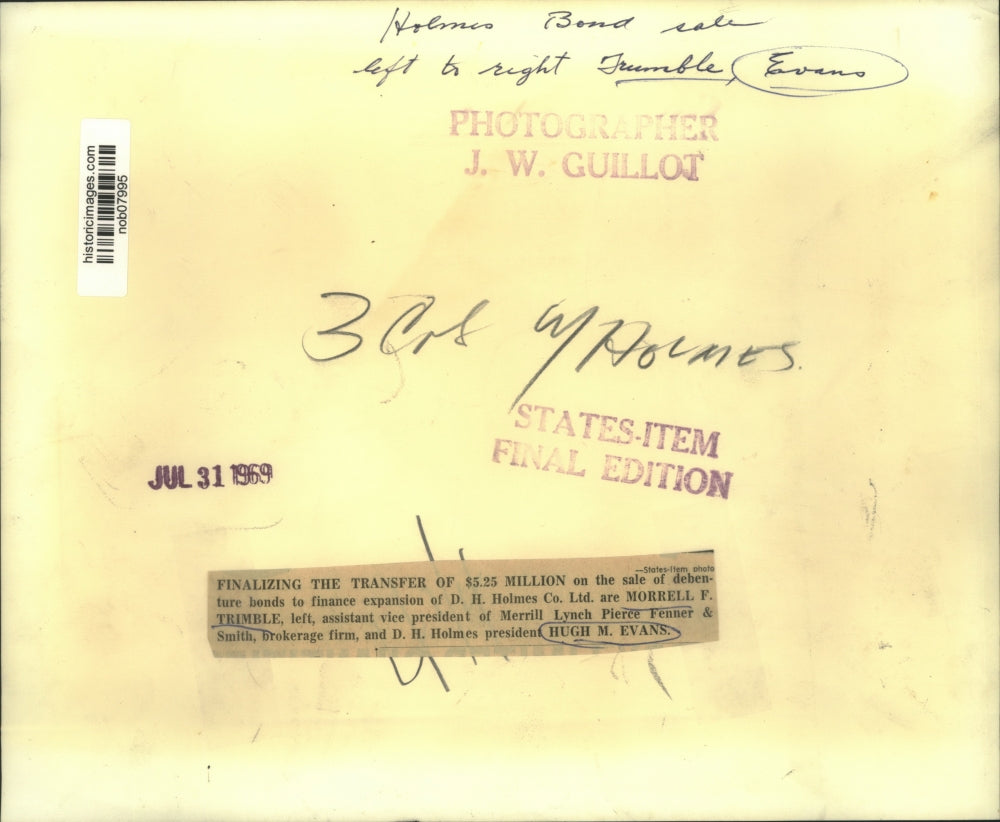 Holmes Bond sale
left to right Trumble, Evans
PHOTOGRAPHER
J. W. GUILLOT
historicimages.com
nob07995
3 Cols w/ HOLMES.
STATES-ITEM
FINAL EDITION
JUL 31 1969
—States-Item photo
FINALIZING THE TRANSFER OF $5.25 MILLION on the sale of deben-
ture bonds to finance expansion of D. H. Holmes Co. Ltd. are MORRELL F.
TRIMBLE, left, assistant vice president of Merrill Lynch Pierce Fenner &
Smith, brokerage firm, and D. H. Holmes president HUGH M. EVANS.